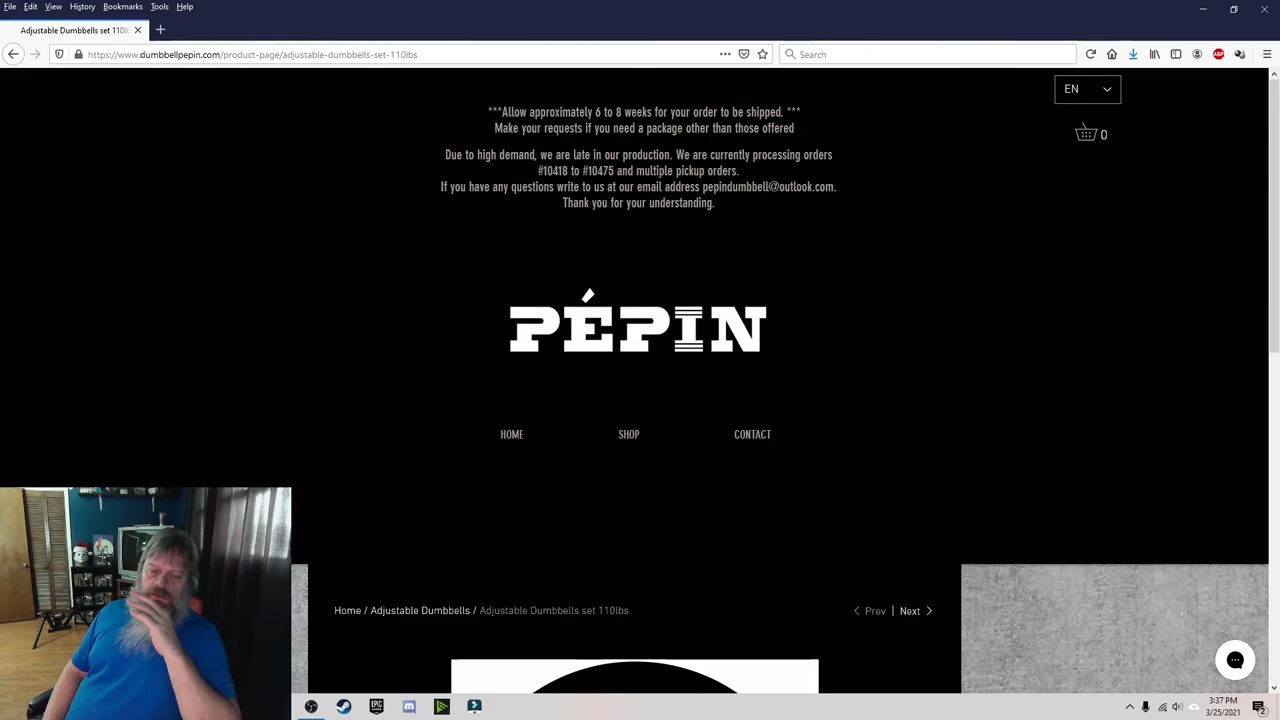 File Edit View History Bookmarks Tools Help
Adjustable Dumbbells set 110lb
https://www.dumbbellpepin.com/product-page/adjustable-dumbbells-set-110lbs
Search
EN
0
***Allow approximately 6 to 8 weeks for your order to be shipped. ***
Make your requests if you need a package other than those offered
Due to high demand, we are late in our production. We are currently processing orders
#10418 to #10475 and multiple pickup orders.
If you have any questions write to us at our email address pepindumbbell@outlook.com.
Thank you for your understanding.
PÉPIN
HOME SHOP CONTACT
Home / Adjustable Dumbbells / Adjustable Dumbbells set 110lbs
Prev | Next
EPIC
3:37 PM
3/25/2021
2